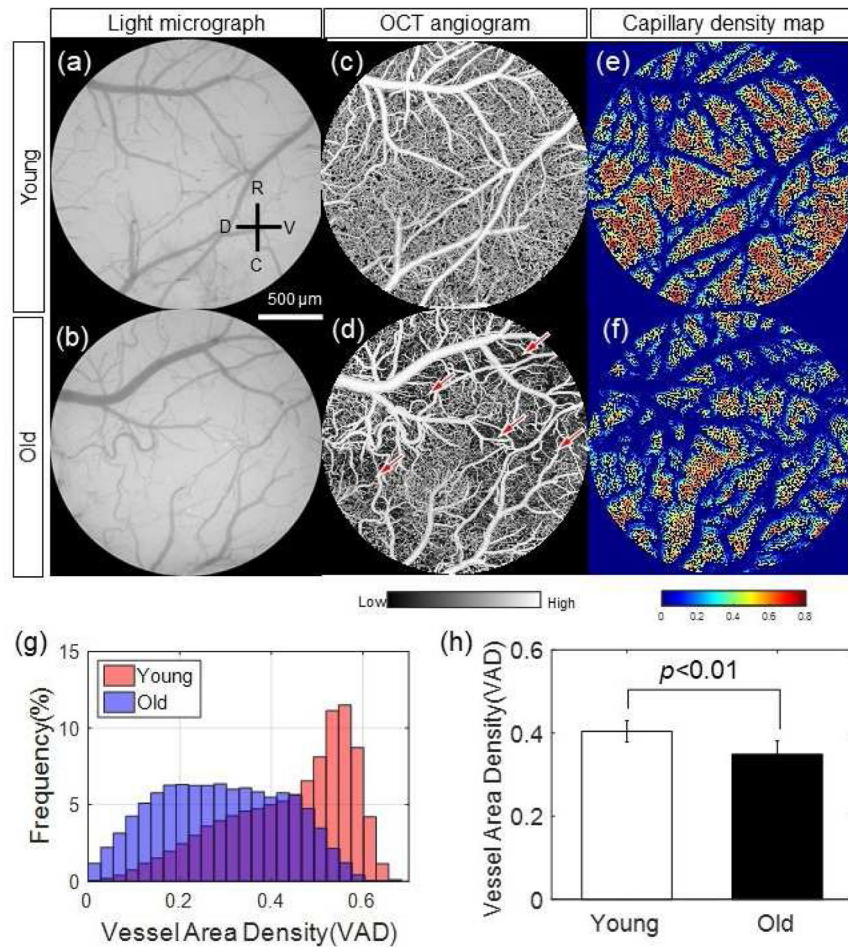 Light micrograph OCT angiogram Capillary density map
Young
(a) (c) (e)
R
D V
C
500 μm
Old
(b) (d) (f)
Low High
0 0.2 0.4 0.6 0.8
(g)
15
10
5
0
Frequency(%)
Young
Old
0 0.2 0.4 0.6
Vessel Area Density(VAD)
(h)
0.6
0.4
0.2
0
Vessel Area Density(VAD)
p<0.01
Young Old